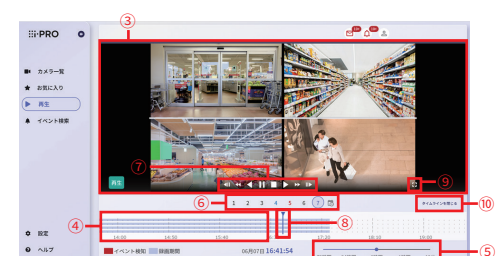 ③
i-PRO
カメラ一覧
お気に入り
再生
イベント検索
⑦
再生
⑨
⑥ 1 2 3 4 5 6 7
⑩ タイムラインを閉じる
④
⑧
14:00 14:50 15:40 17:20 18:10 19:00
設定
ヘルプ
イベント検知 録画期間 06月07日 16:41:54
⑤